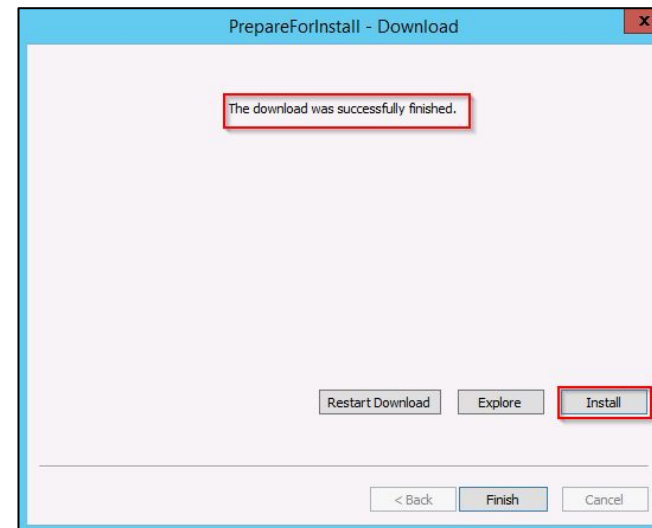 PrepareForInstall - Download
x
The download was successfully finished.
Restart Download Explore Install
< Back Finish Cancel